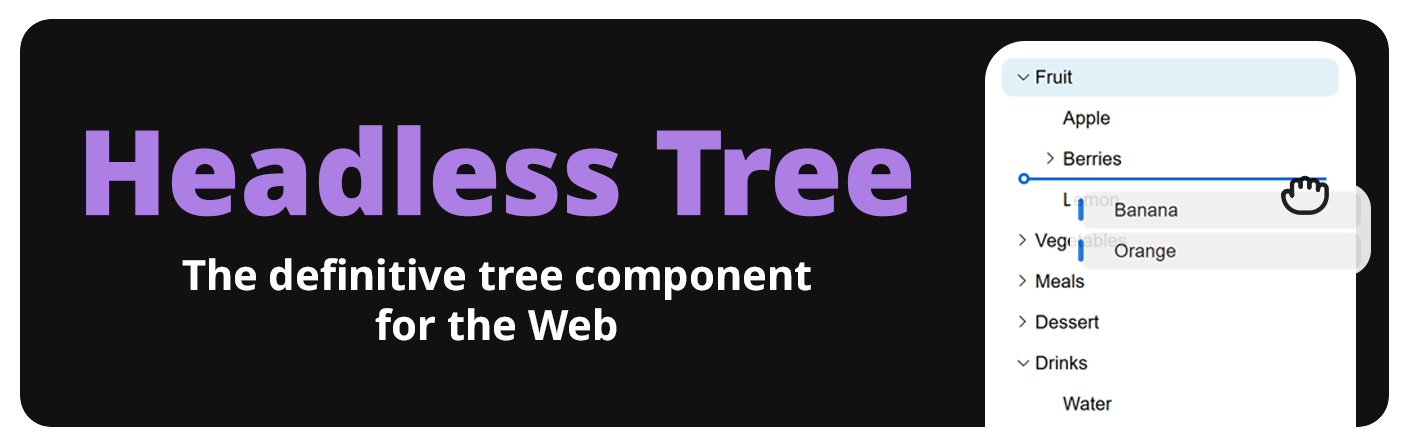 Headless Tree
The definitive tree component
for the Web
Fruit
Apple
Berries
Lemon
Banana
Vegetables
Orange
Meals
Dessert
Drinks
Water